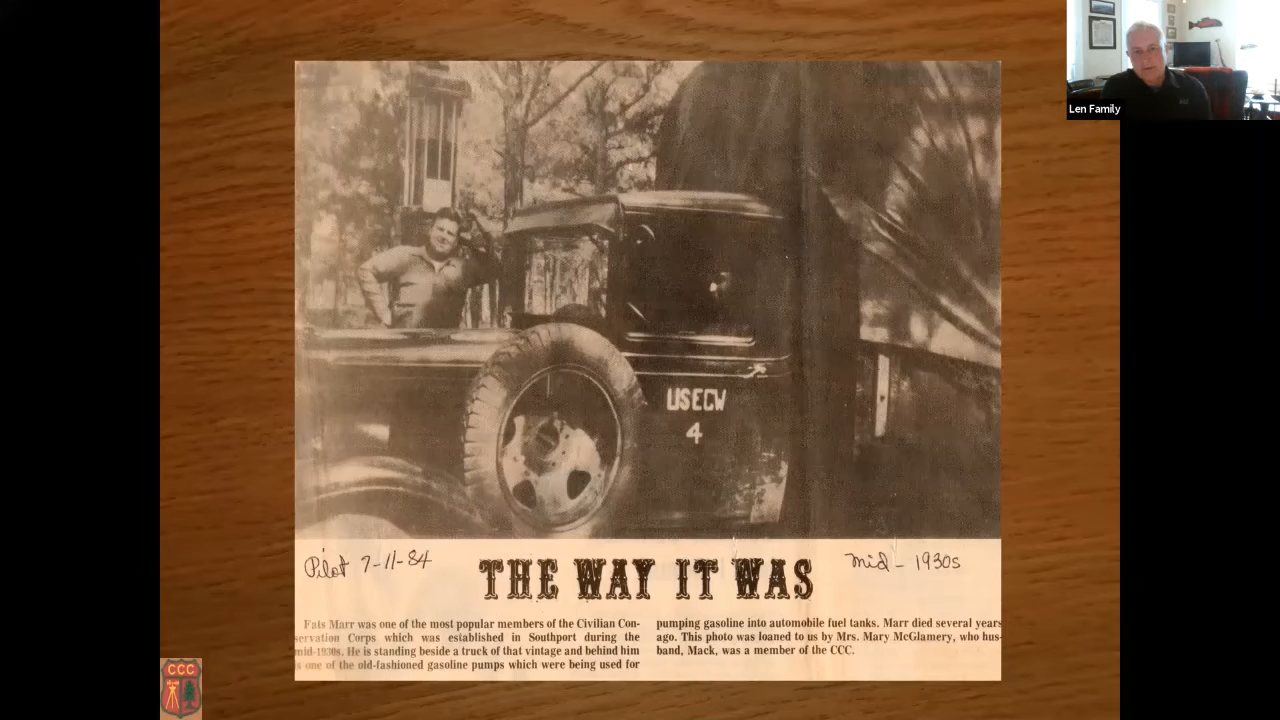 Len Family
USECW
4
Pilot 7-11-84
THE WAY IT WAS
mid - 1930s
Fats Marr was one of the most popular members of the Civilian Con-
servation Corps which was established in Southport during the
mid-1930s. He is standing beside a truck of that vintage and behind him
is one of the old-fashioned gasoline pumps which were being used for
pumping gasoline into automobile fuel tanks. Marr died several years
ago. This photo was loaned to us by Mrs. Mary McGlamery, who hus-
band, Mack, was a member of the CCC.
CCC